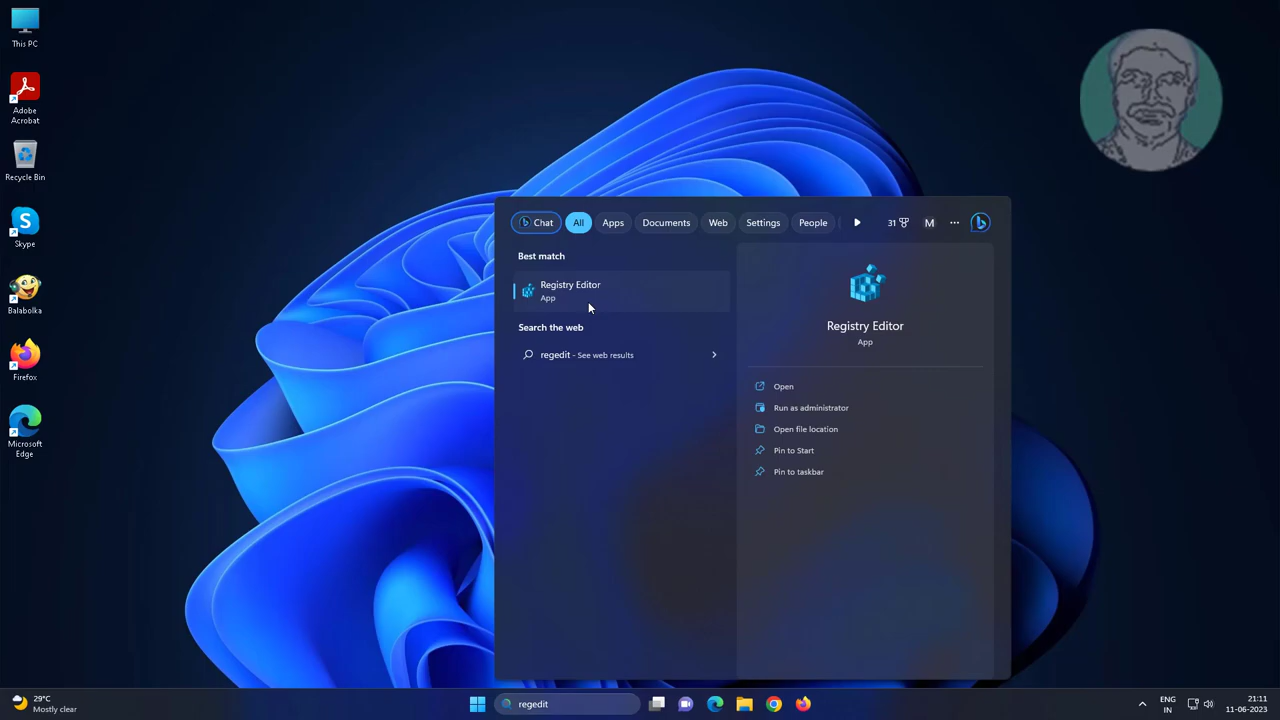 This PC
Adobe
Acrobat
Recycle Bin
Skype
Balabolka
Firefox
Microsoft
Edge
Chat All Apps Documents Web Settings People 31 M ...
Best match
Registry Editor
App
Search the web
regedit - See web results
Registry Editor
App
Open
Run as administrator
Open file location
Pin to Start
Pin to taskbar
29°C
Mostly clear
regedit
ENG
IN
21:11
11-06-2023